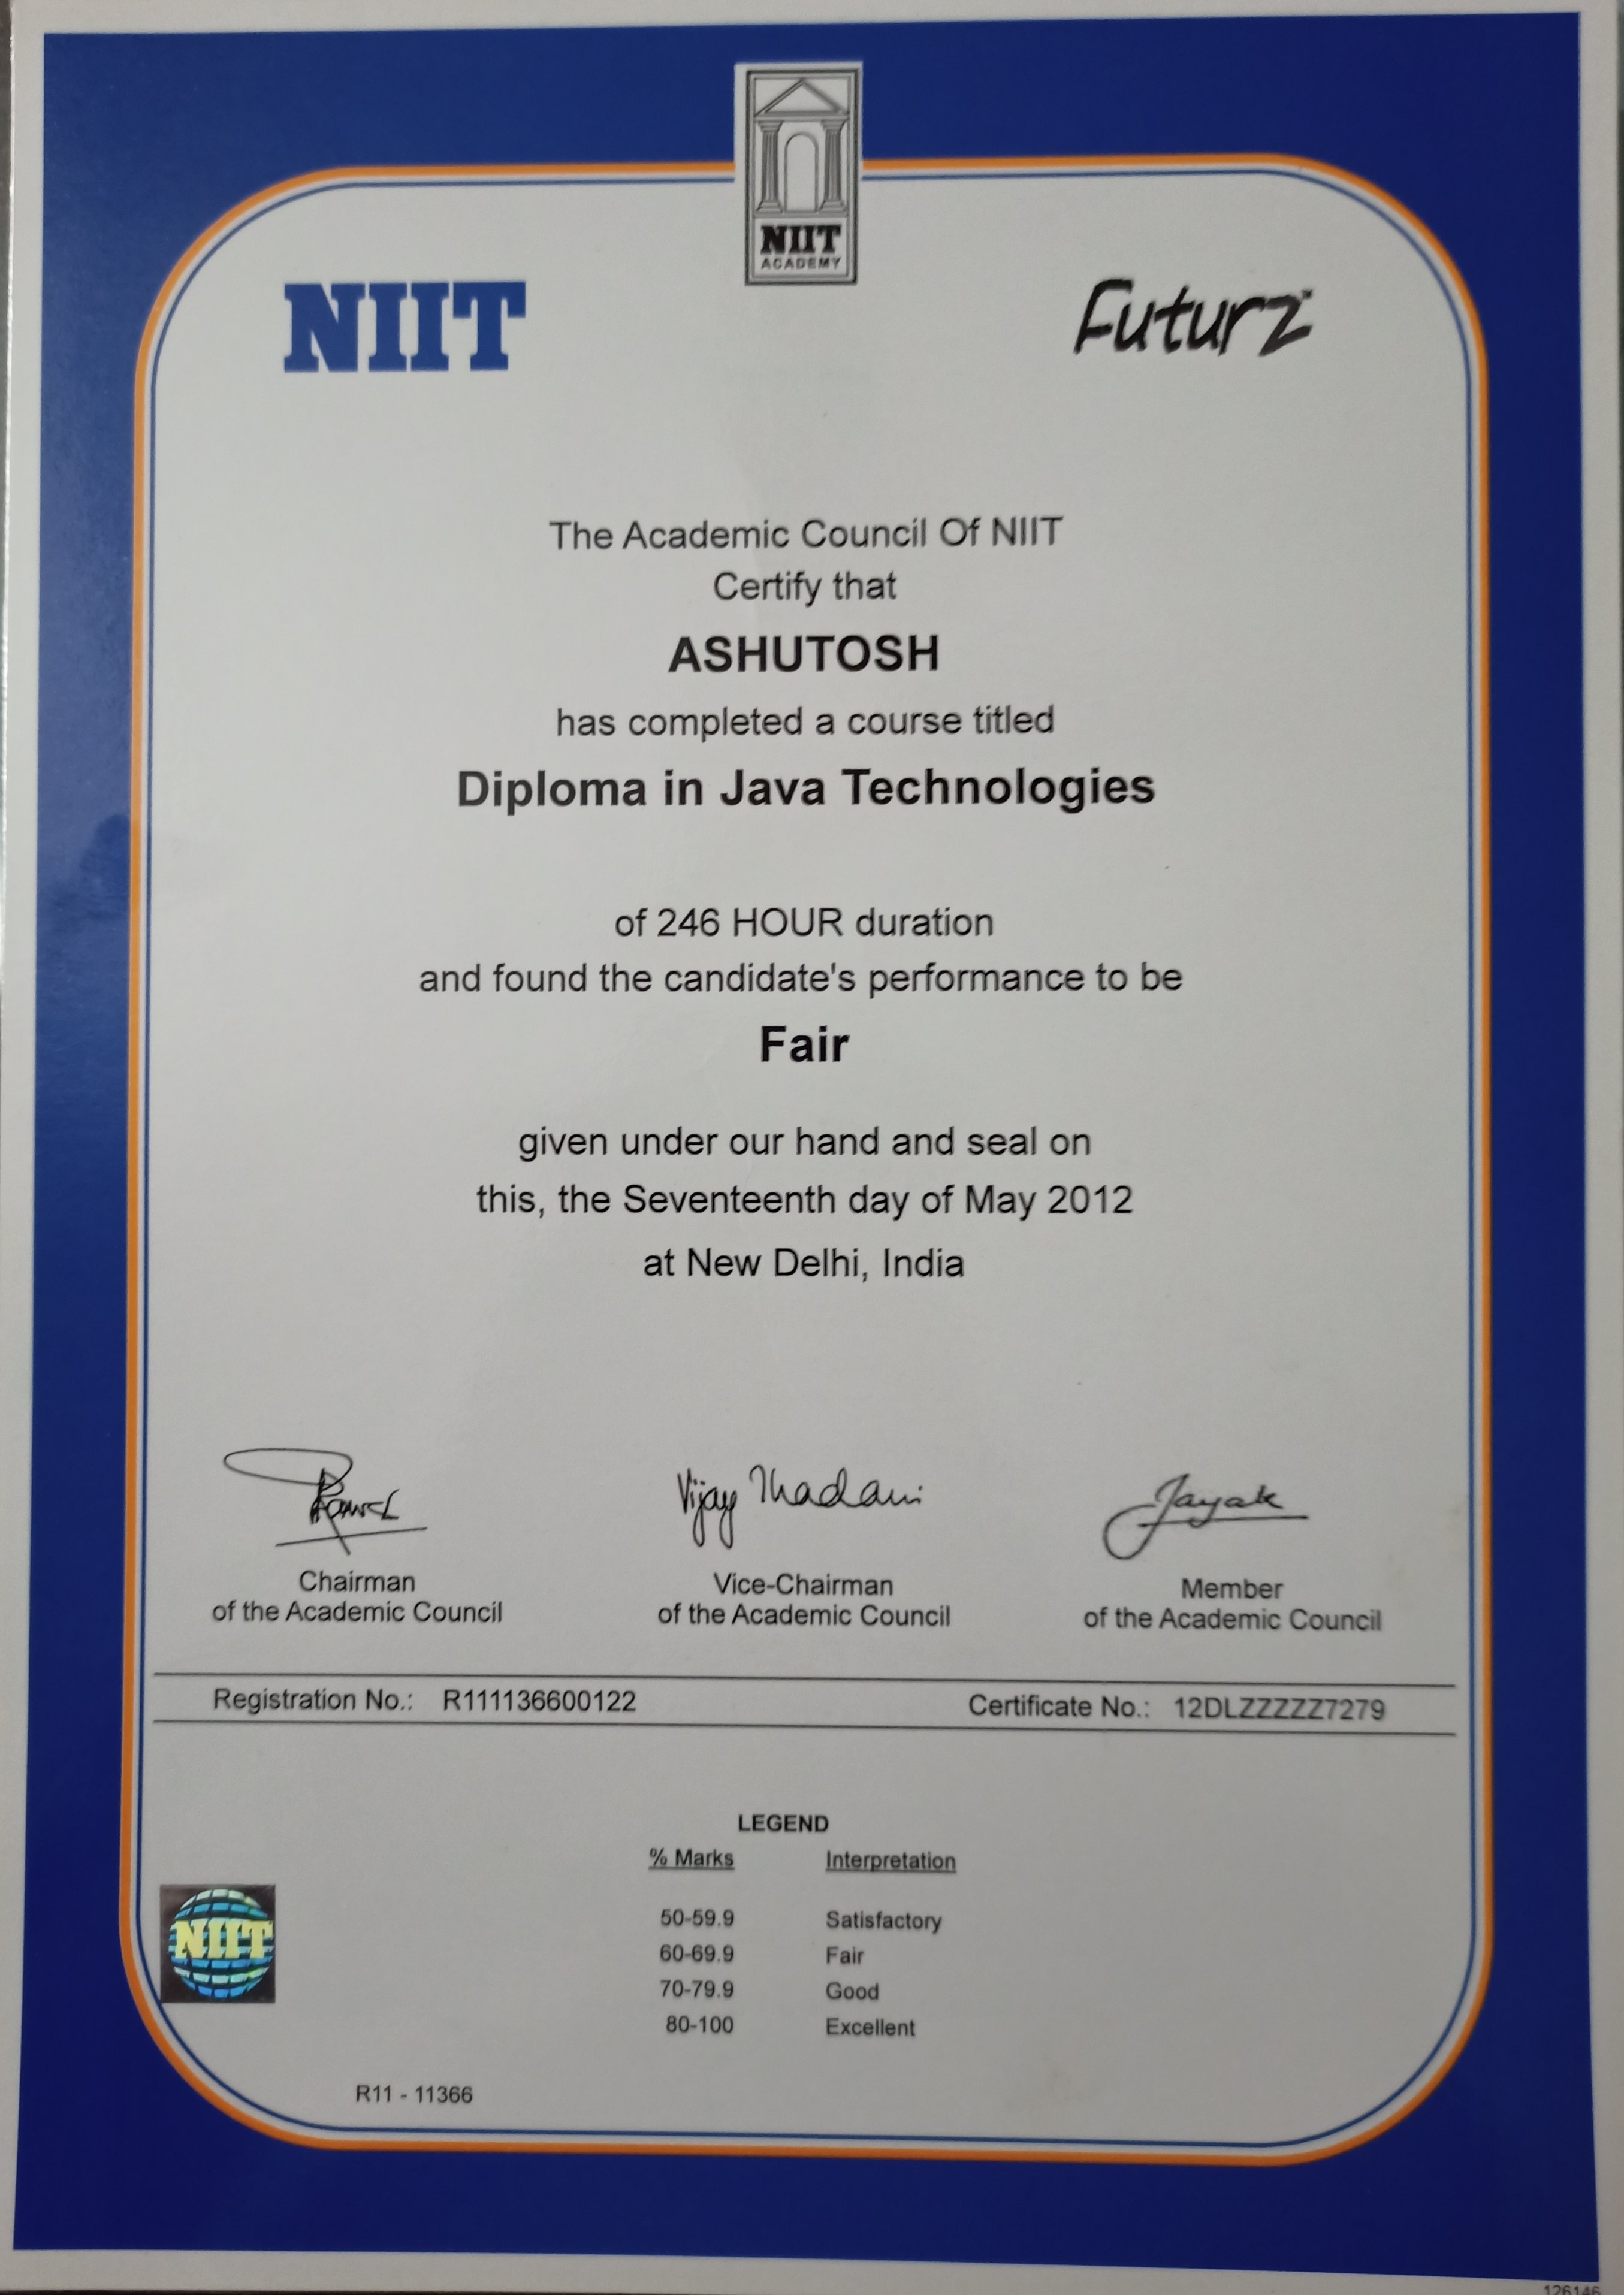 NIIT
ACADEMY
NIIT
Futurz
The Academic Council Of NIIT
Certify that
ASHUTOSH
has completed a course titled
Diploma in Java Technologies
of 246 HOUR duration
and found the candidate's performance to be
Fair
given under our hand and seal on
this, the Seventeenth day of May 2012
at New Delhi, India
Vijay Thadani
Chairman
of the Academic Council
Vice-Chairman
of the Academic Council
Member
of the Academic Council
Registration No.: R111136600122
Certificate No.: 12DLZZZZZ7279
LEGEND
% Marks Interpretation
50-59.9 Satisfactory
60-69.9 Fair
70-79.9 Good
80-100 Excellent
NIIT
R11 - 11366
126146